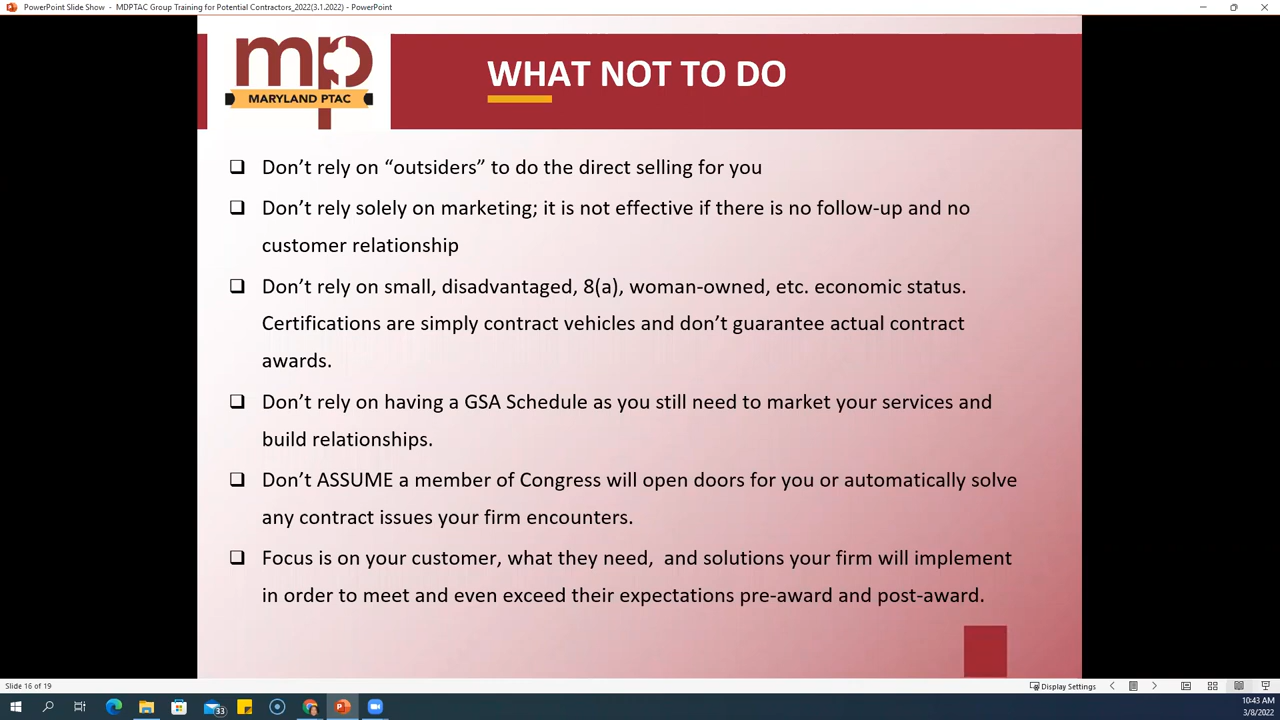 PowerPoint Slide Show - MDPTAC Group Training for Potential Contractors_2022(3.1.2022) - PowerPoint
mp
MARYLAND PTAC
WHAT NOT TO DO
Don’t rely on “outsiders” to do the direct selling for you
Don’t rely solely on marketing; it is not effective if there is no follow-up and no
customer relationship
Don’t rely on small, disadvantaged, 8(a), woman-owned, etc. economic status.
Certifications are simply contract vehicles and don’t guarantee actual contract
awards.
Don’t rely on having a GSA Schedule as you still need to market your services and
build relationships.
Don’t ASSUME a member of Congress will open doors for you or automatically solve
any contract issues your firm encounters.
Focus is on your customer, what they need,  and solutions your firm will implement
in order to meet and even exceed their expectations pre-award and post-award.
Slide 16 of 19
Display Settings
33
10:43 AM
3/8/2022